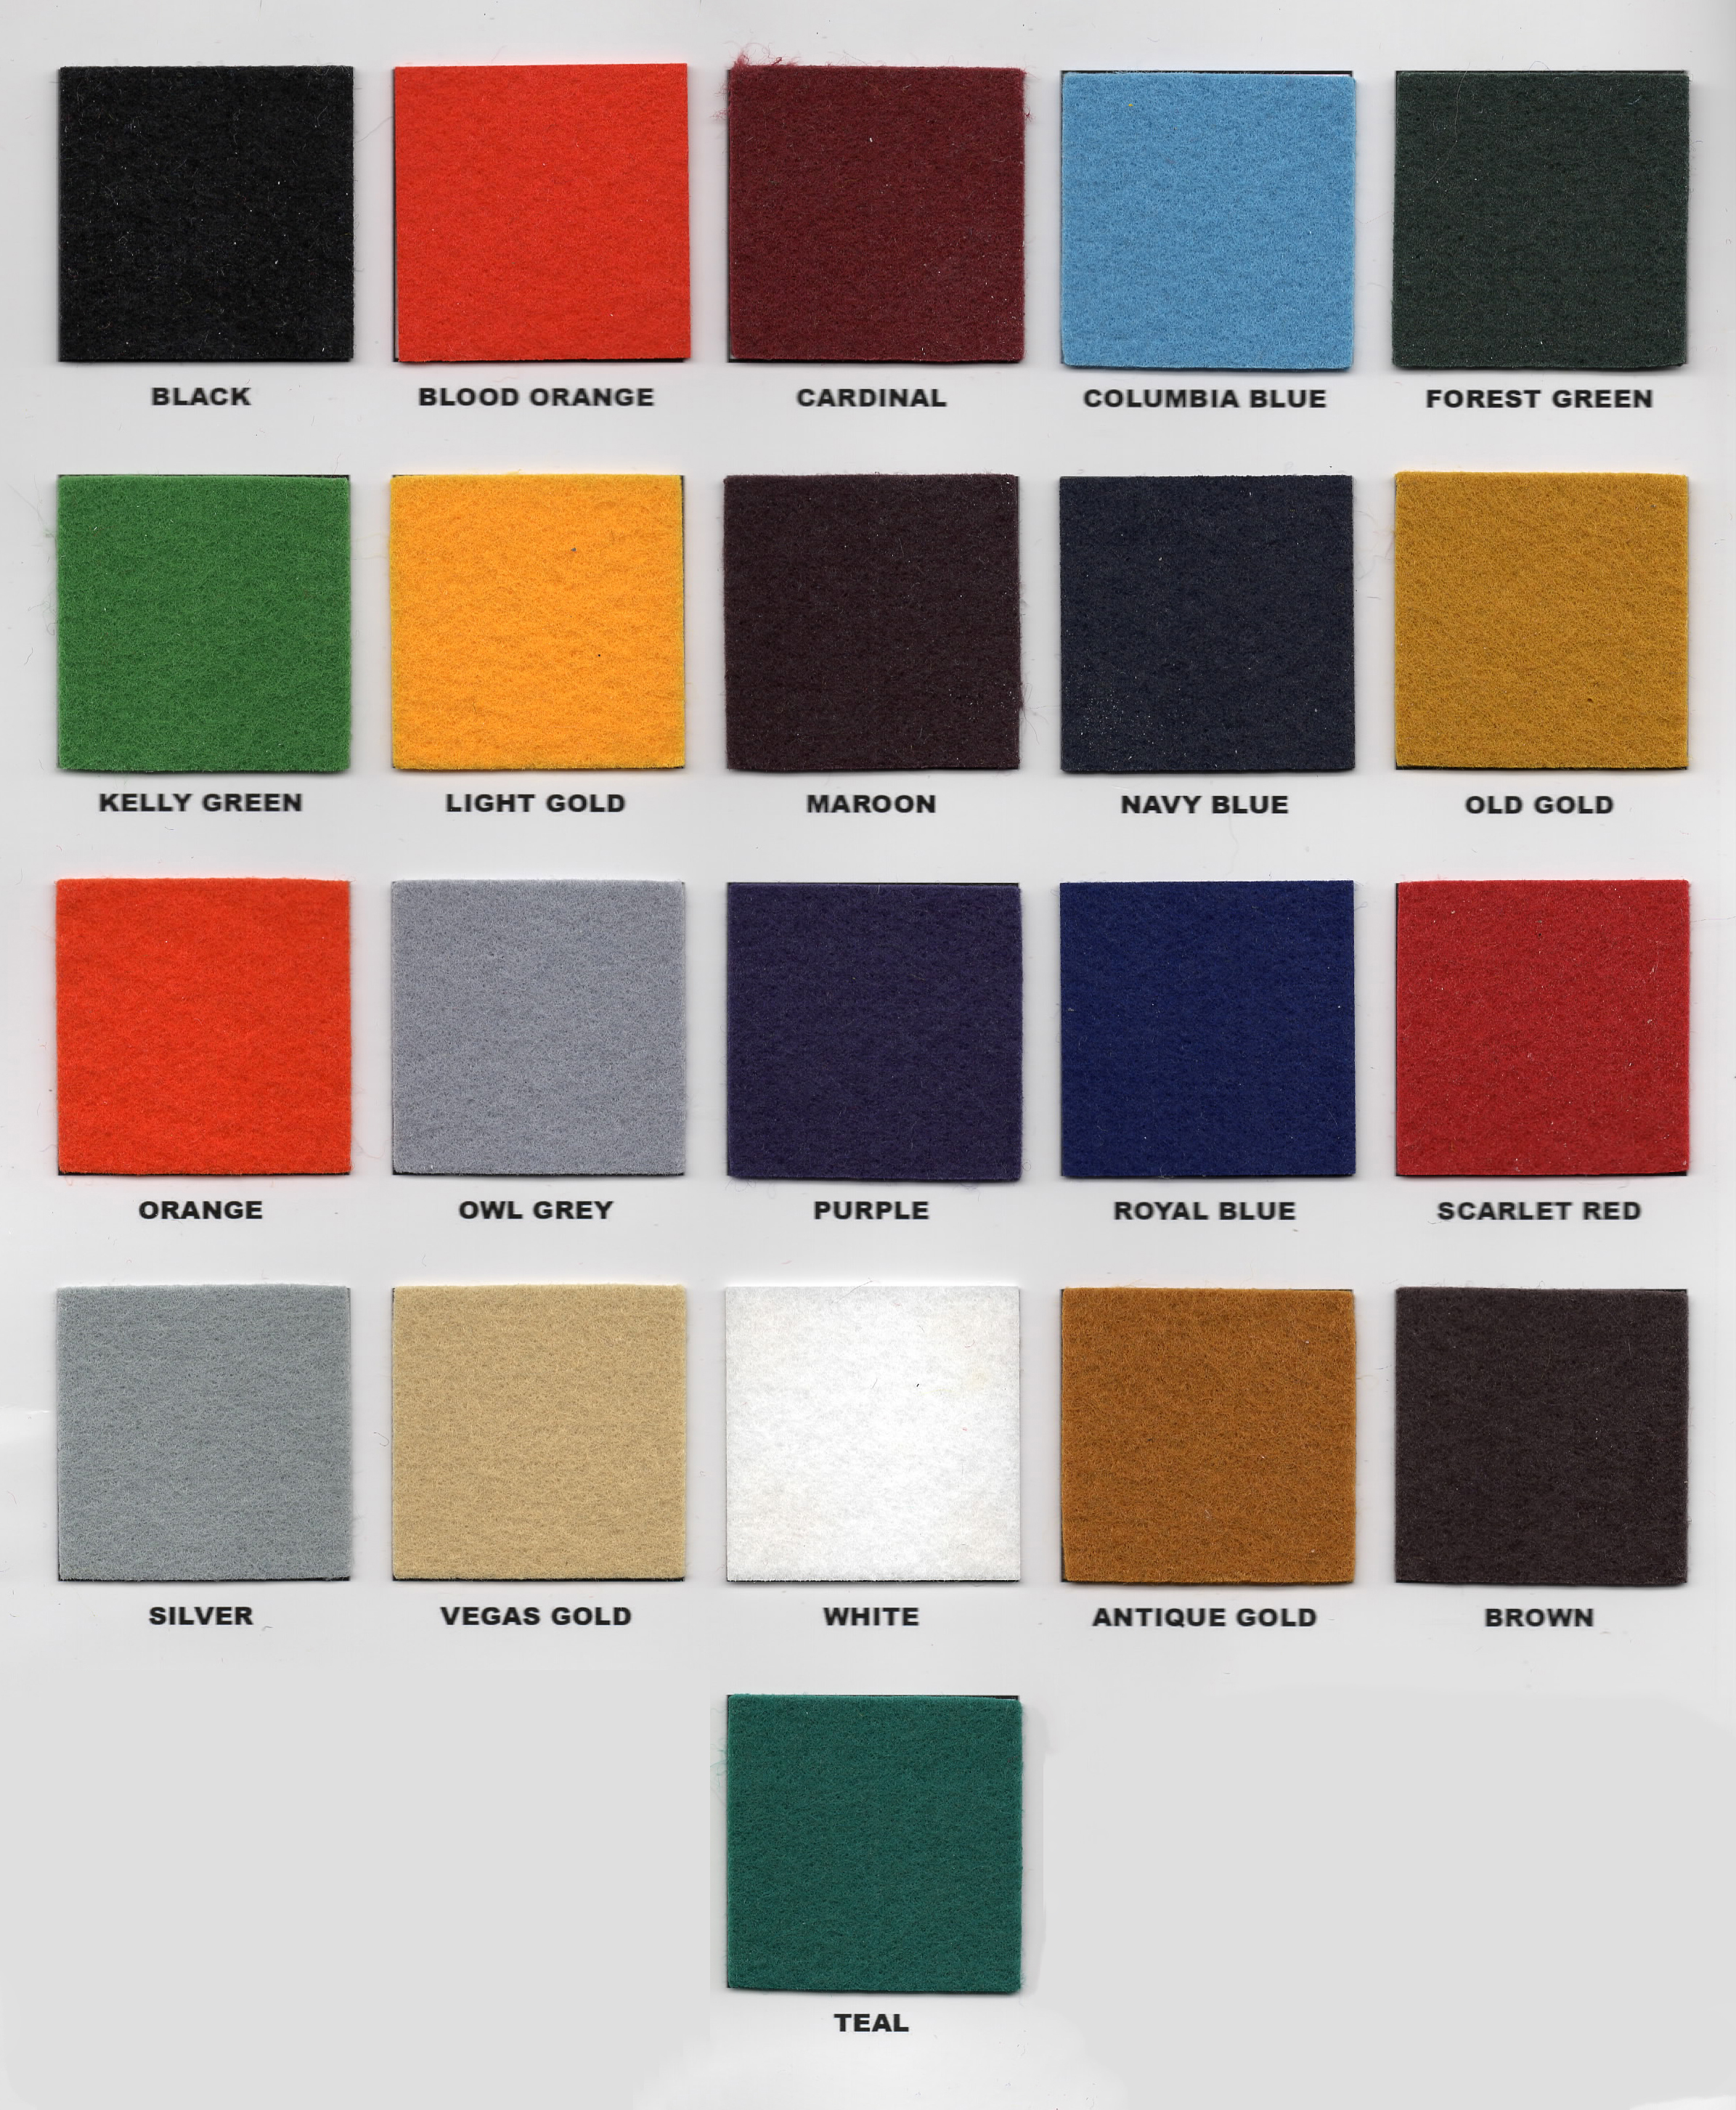 BLACK
BLOOD ORANGE
CARDINAL
COLUMBIA BLUE
FOREST GREEN
KELLY GREEN
LIGHT GOLD
MAROON
NAVY BLUE
OLD GOLD
ORANGE
OWL GREY
PURPLE
ROYAL BLUE
SCARLET RED
SILVER
VEGAS GOLD
WHITE
ANTIQUE GOLD
BROWN
TEAL